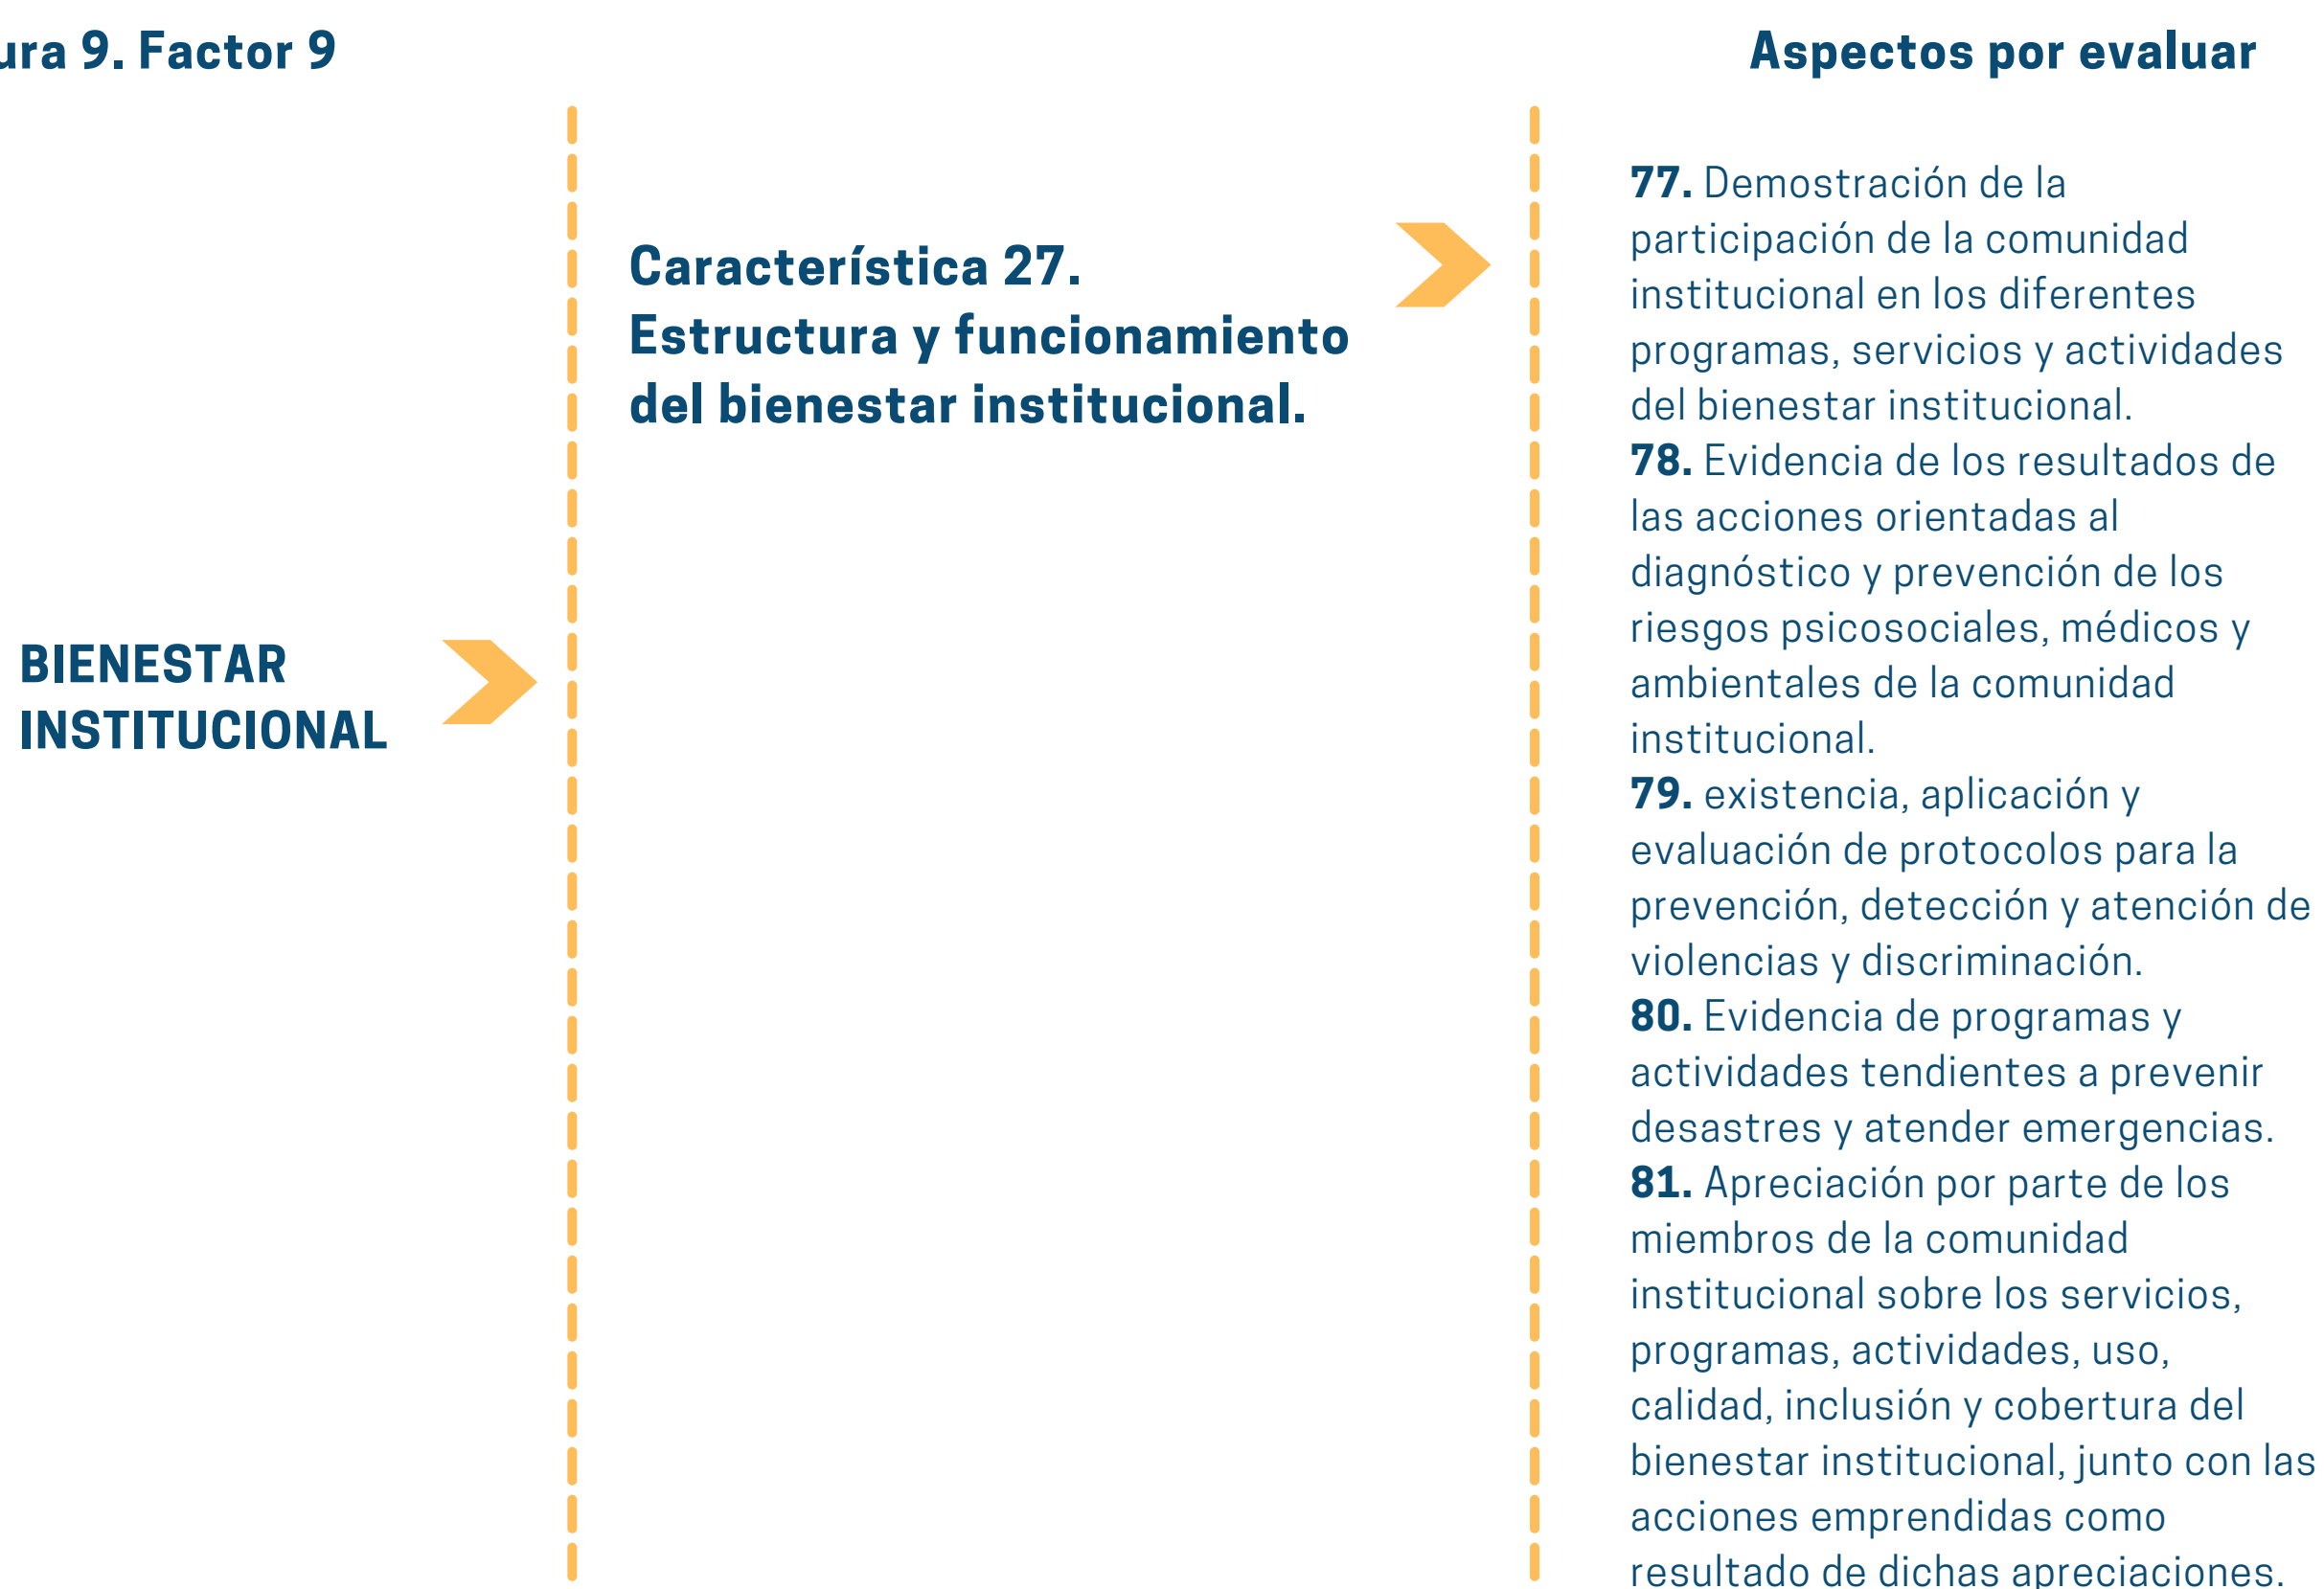 ura 9. Factor 9
Aspectos por evaluar
BIENESTAR
INSTITUCIONAL
Característica 27.
Estructura y funcionamiento
del bienestar institucional.
77. Demostración de la
participación de la comunidad
institucional en los diferentes
programas, servicios y actividades
del bienestar institucional.
78. Evidencia de los resultados de
las acciones orientadas al
diagnóstico y prevención de los
riesgos psicosociales, médicos y
ambientales de la comunidad
institucional.
79. existencia, aplicación y
evaluación de protocolos para la
prevención, detección y atención de
violencias y discriminación.
80. Evidencia de programas y
actividades tendientes a prevenir
desastres y atender emergencias.
81. Apreciación por parte de los
miembros de la comunidad
institucional sobre los servicios,
programas, actividades, uso,
calidad, inclusión y cobertura del
bienestar institucional, junto con las
acciones emprendidas como
resultado de dichas apreciaciones.